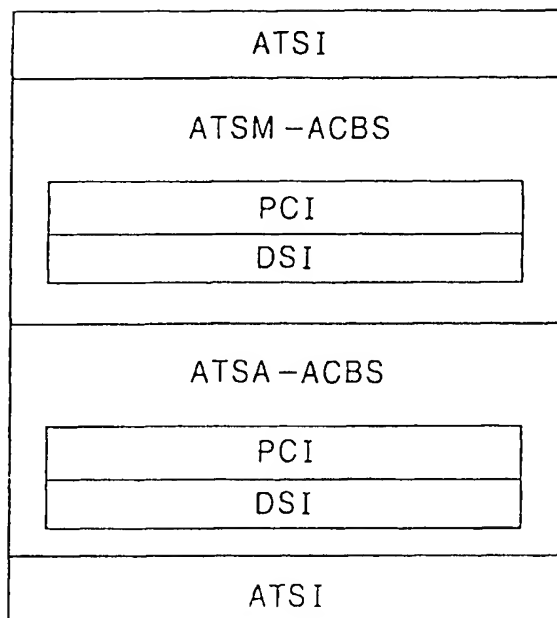 ATSI
ATSM-ACBS
PCI
DSI
ATSA-ACBS
PCI
DSI
ATSI